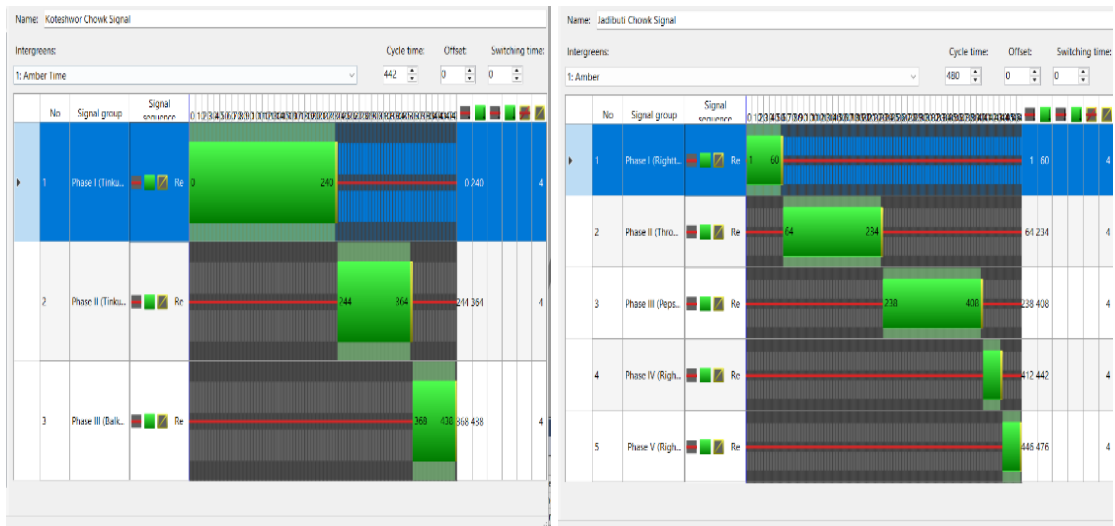 Name: Koteshwor Chowk Signal
Intergreens:
Cycle time: Offset: Switching time:
1: Amber Time
442 0 0
No Signal group Signal sequence
1 Phase I (Tinku... Re 0 240 0 240 4
2 Phase II (Tinku... Re 244 364 244 364 4
3 Phase III (Balk... Re 368 438 368 438 4
Name: Jadibuti Chowk Signal
Intergreens:
Cycle time: Offset: Switching time:
1: Amber
480 0 0
No Signal group Signal sequence
1 Phase I (Rightt... Re 1 60 1 60 4
2 Phase II (Thro... Re 64 234 64 234 4
3 Phase III (Peps... Re 238 408 238 408 4
4 Phase IV (Righ... Re 412 442 4
5 Phase V (Righ... Re 446 476 4